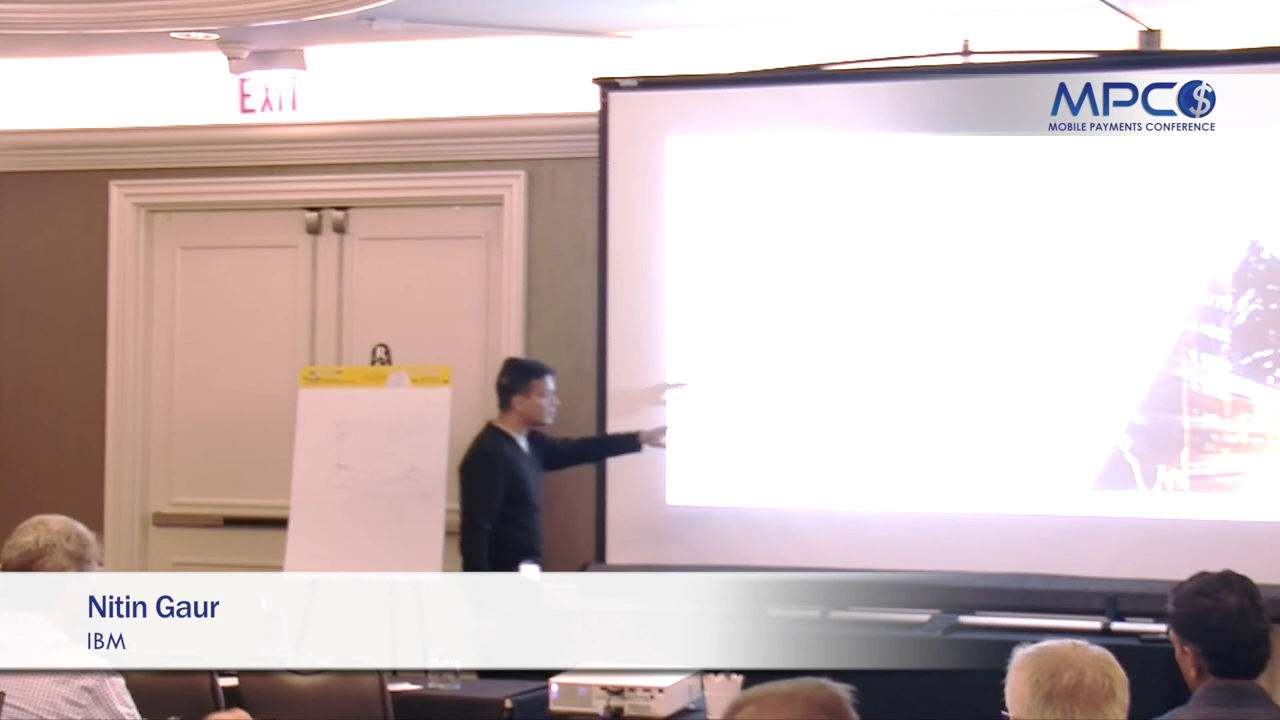 EXIT
MPC$
MOBILE PAYMENTS CONFERENCE
R
Nitin Gaur
IBM